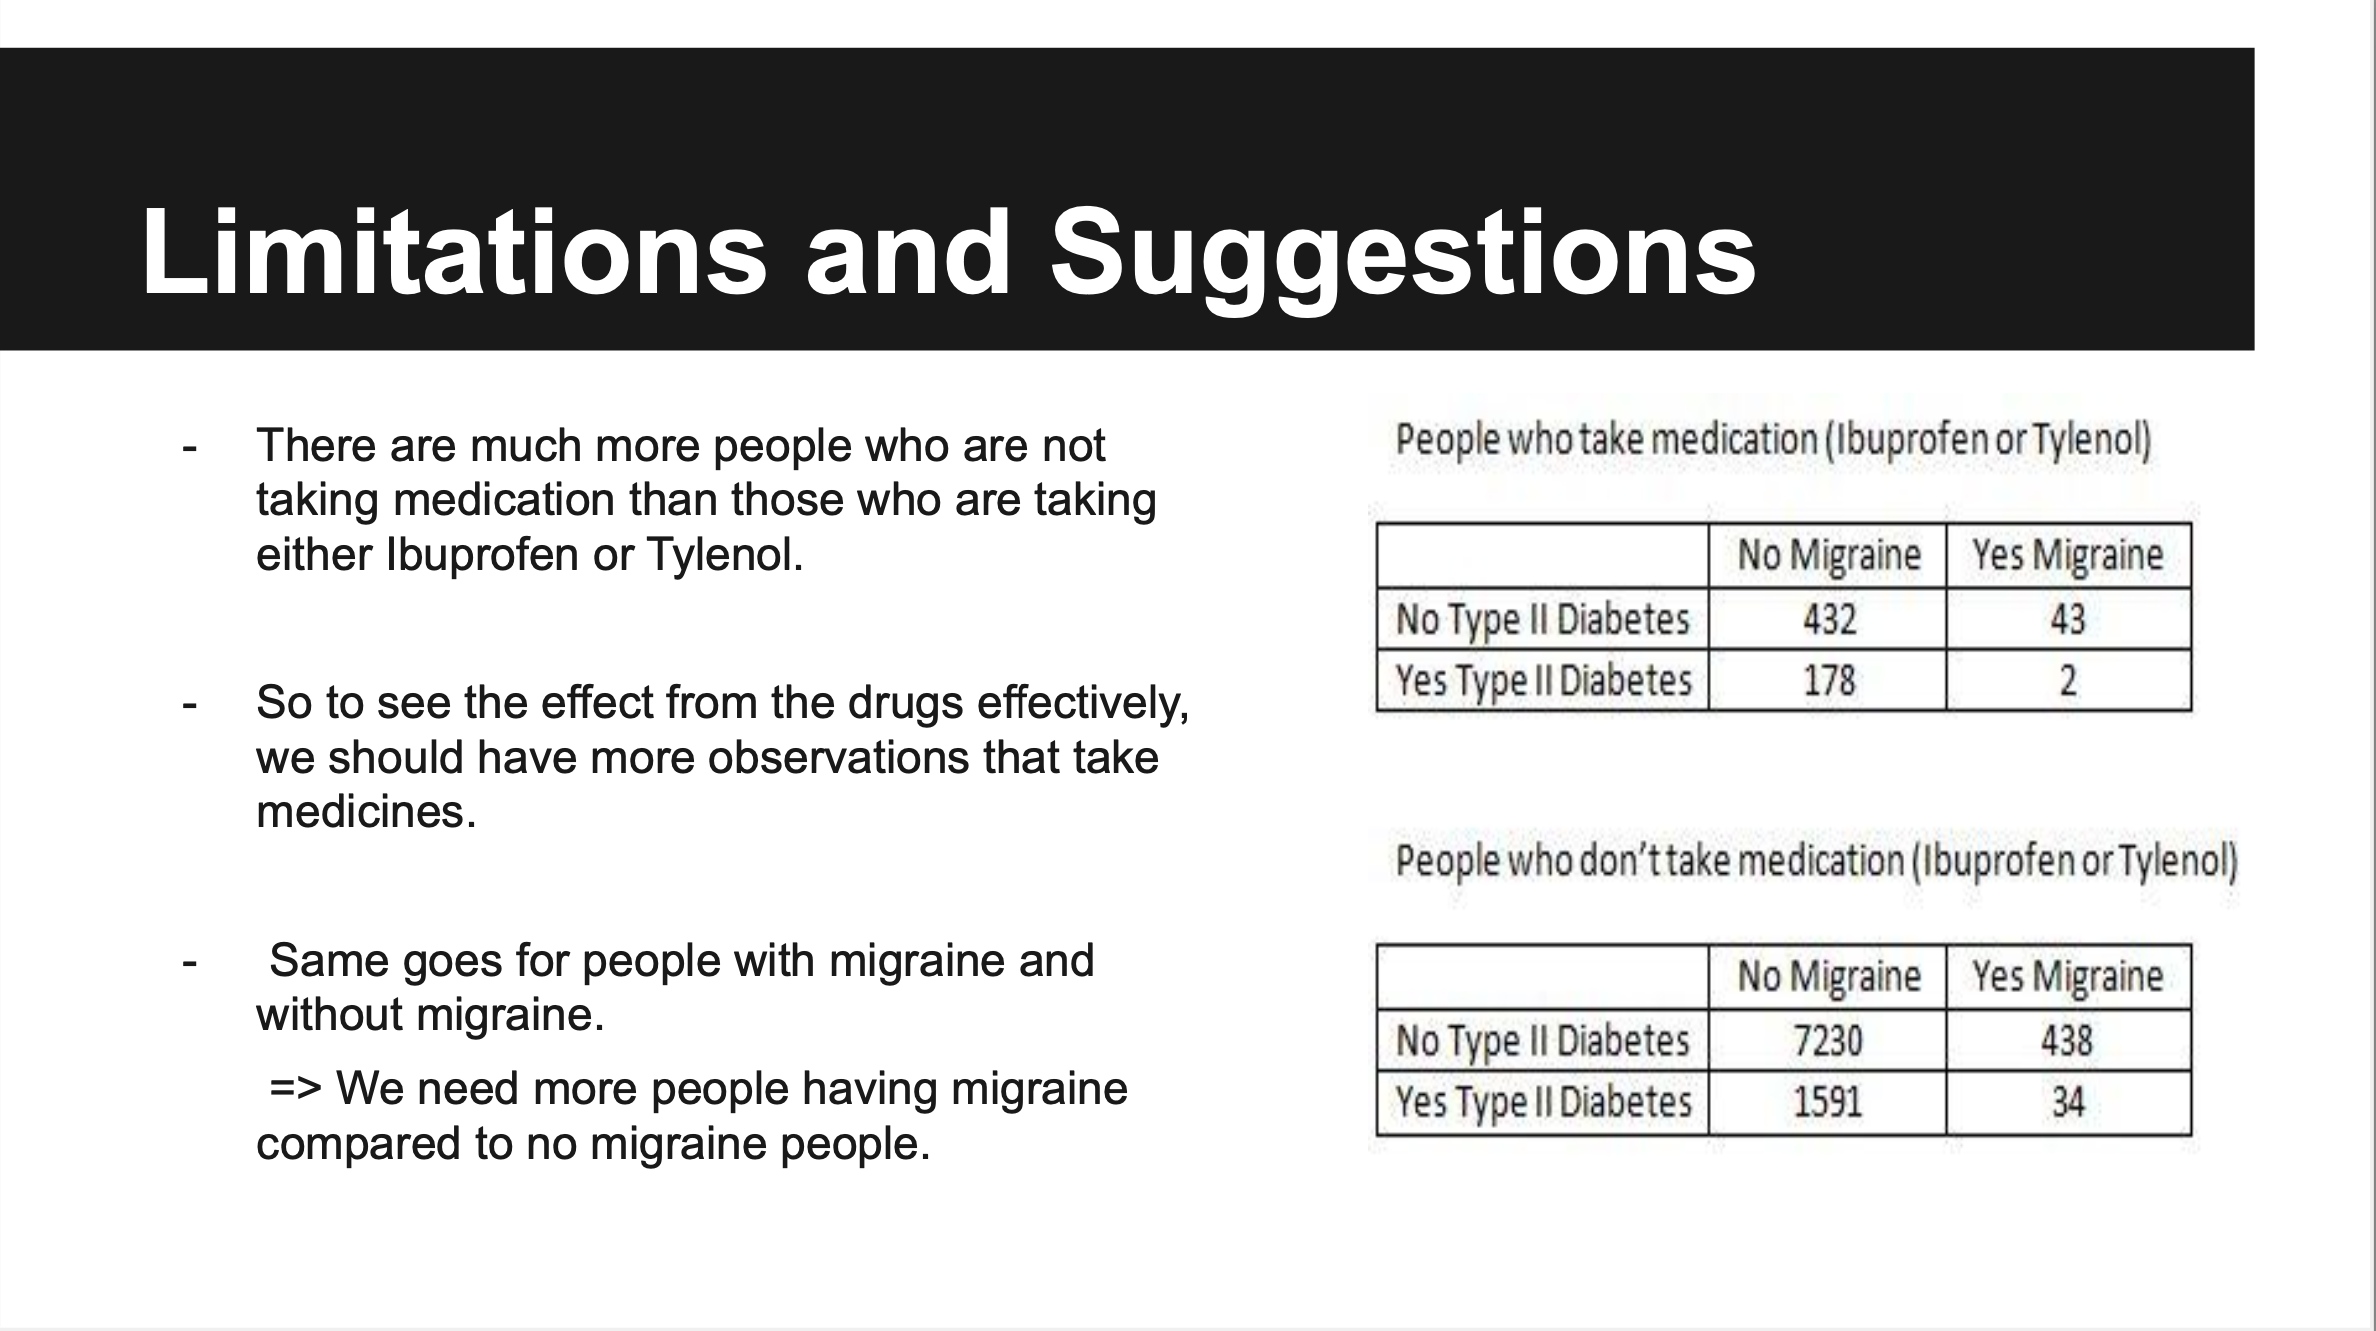 Limitations and Suggestions
- There are much more people who are not
taking medication than those who are taking
either Ibuprofen or Tylenol.
- So to see the effect from the drugs effectively,
we should have more observations that take
medicines.
- Same goes for people with migraine and
without migraine.
=> We need more people having migraine
compared to no migraine people.
People who take medication (Ibuprofen or Tylenol)
No Migraine Yes Migraine
No Type II Diabetes 432 43
Yes Type II Diabetes 178 2
People who don't take medication (Ibuprofen or Tylenol)
No Migraine Yes Migraine
No Type II Diabetes 7230 438
Yes Type II Diabetes 1591 34